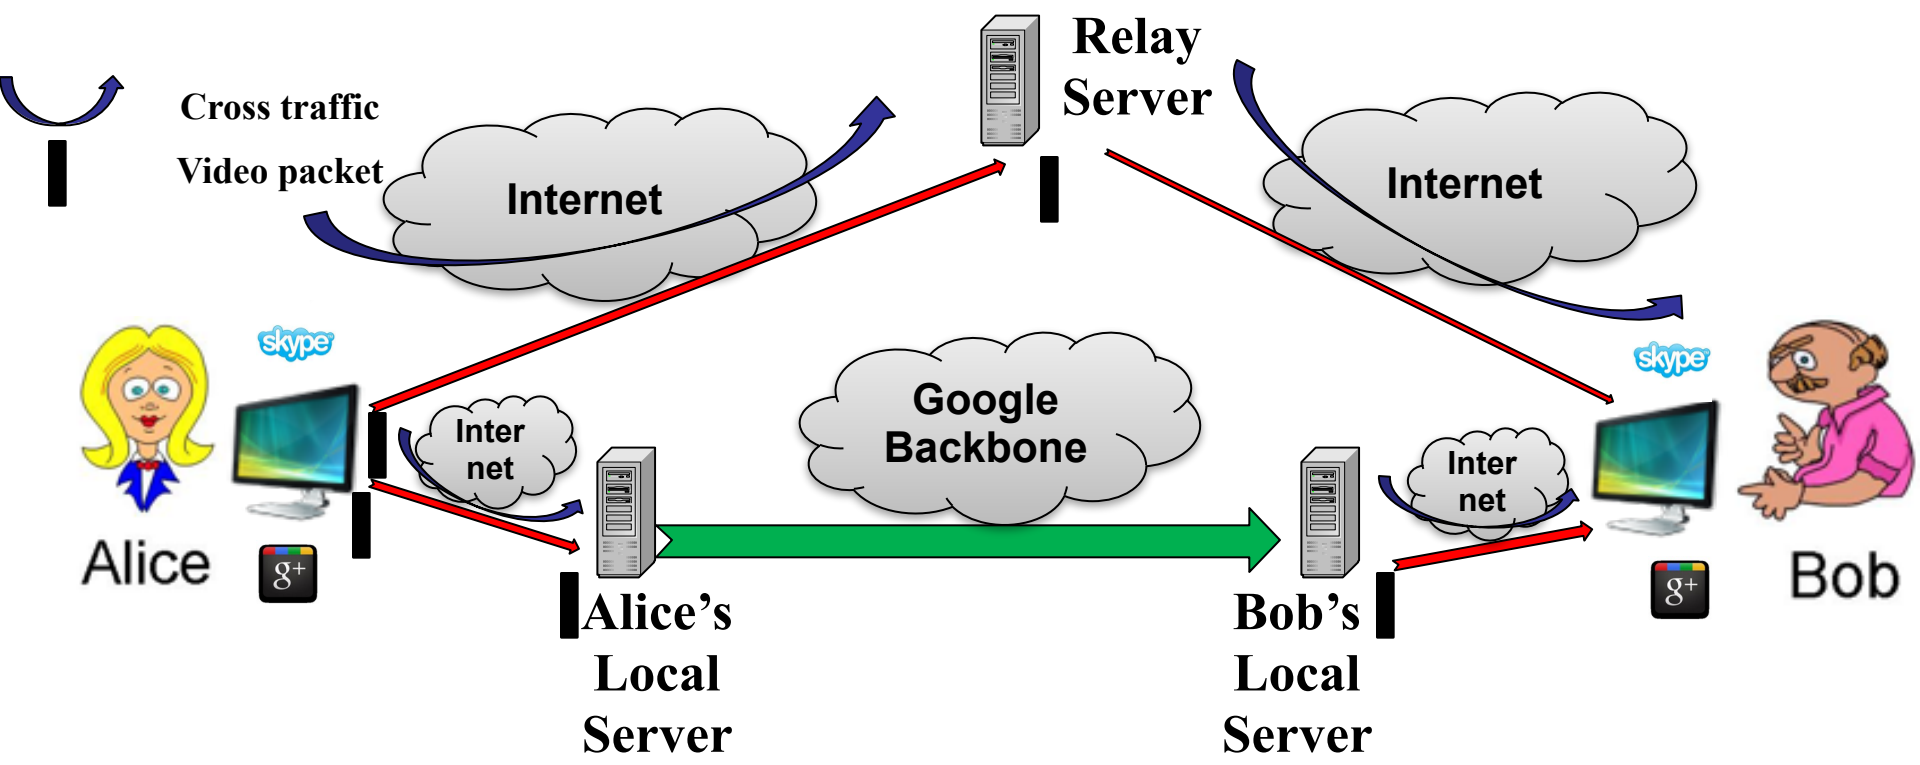 Relay
Server
Cross traffic
Video packet
Internet
Internet
skype
skype
Google
Backbone
Inter
net
Inter
net
Alice
g+
g+
Bob
Alice’s
Local
Server
Bob’s
Local
Server